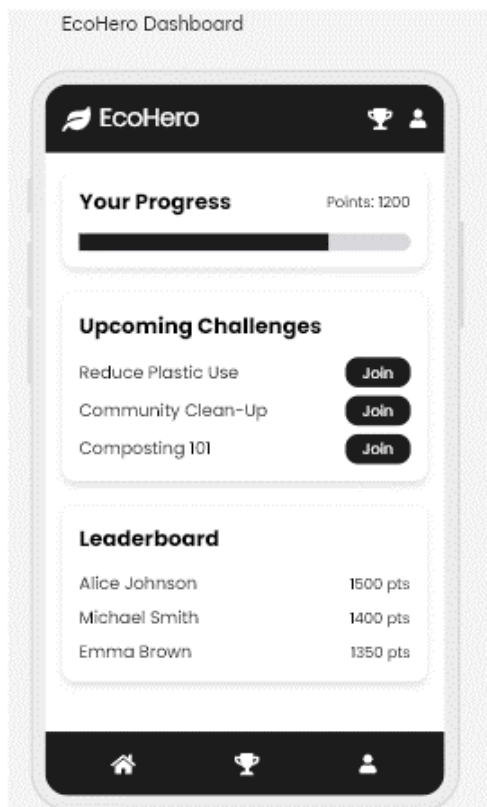 EcoHero Dashboard
EcoHero
Your Progress Points: 1200
Upcoming Challenges
Reduce Plastic Use Join
Community Clean-Up Join
Composting 101 Join
Leaderboard
Alice Johnson 1500 pts
Michael Smith 1400 pts
Emma Brown 1350 pts